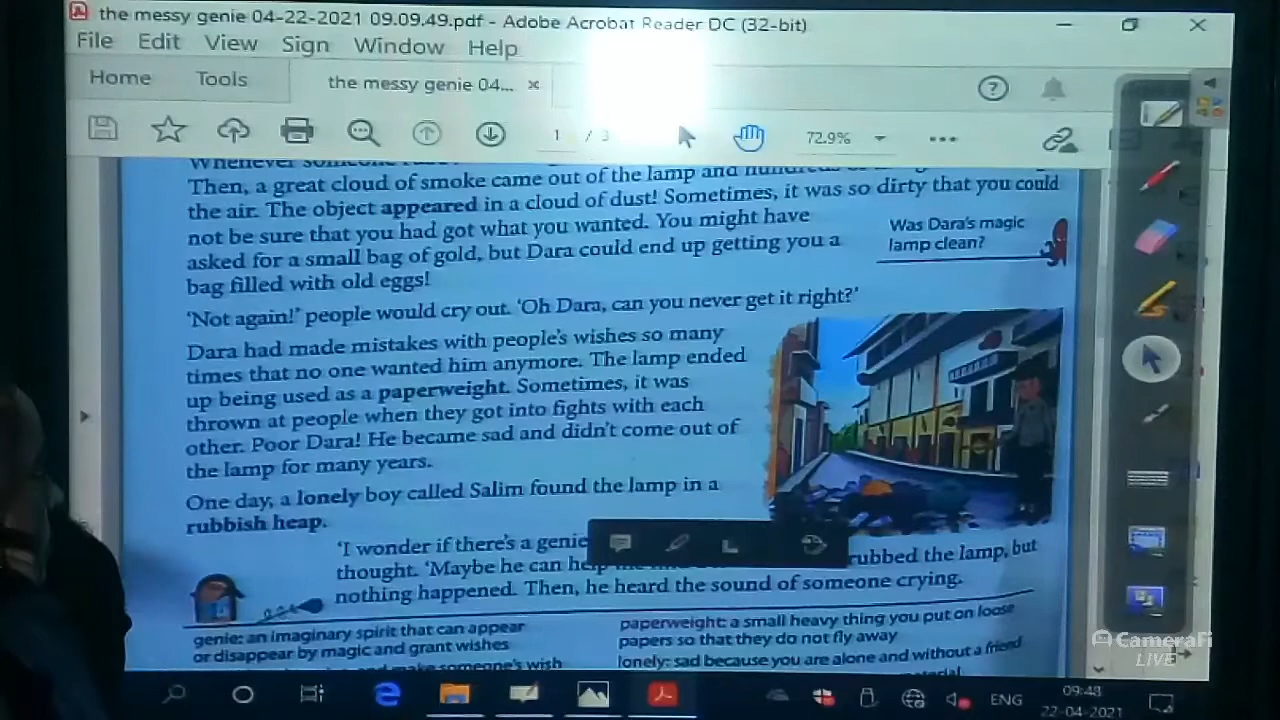 the messy genie 04-22-2021 09.09.49.pdf - Adobe Acrobat Reader DC (32-bit)
File Edit View Sign Window Help
Home Tools the messy genie 04... ×
1 / 3 72.9%
Whenever someone
Then, a great cloud of smoke came out of the lamp and
the air. The object appeared in a cloud of dust! Sometimes, it was so dirty that you could
not be sure that you had got what you wanted. You might have
asked for a small bag of gold, but Dara could end up getting you a
bag filled with old eggs!
Was Dara's magic
lamp clean?
'Not again!' people would cry out. 'Oh Dara, can you never get it right?'
Dara had made mistakes with people's wishes so many
times that no one wanted him anymore. The lamp ended
up being used as a paperweight. Sometimes, it was
thrown at people when they got into fights with each
other. Poor Dara! He became sad and didn't come out of
the lamp for many years.
One day, a lonely boy called Salim found the lamp in a
rubbish heap.
'I wonder if there's a genie
thought. 'Maybe he can help rubbed the lamp, but
nothing happened. Then, he heard the sound of someone crying.
genie: an imaginary spirit that can appear
or disappear by magic and grant wishes
make someone's wish
paperweight: a small heavy thing you put on loose
papers so that they do not fly away
lonely: sad because you are alone and without a friend
CameraFi
LIVE
ENG
09:48
22-04-2021